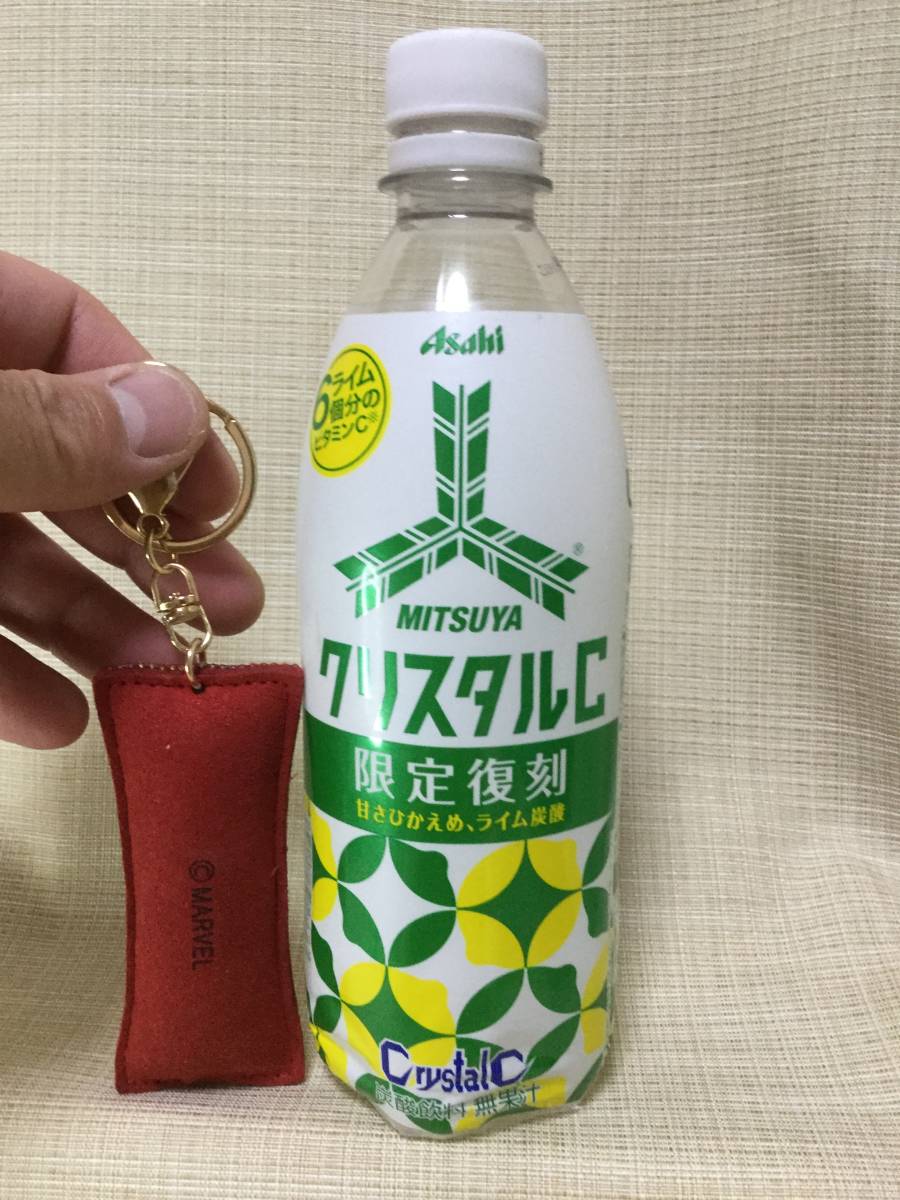 Asahi
6
ライム
個分の
ビタミンC※
®
MITSUYA
クリスタルC
限定復刻
甘さひかえめ、ライム炭酸
CrystalC
炭酸飲料 無果汁
©MARVEL